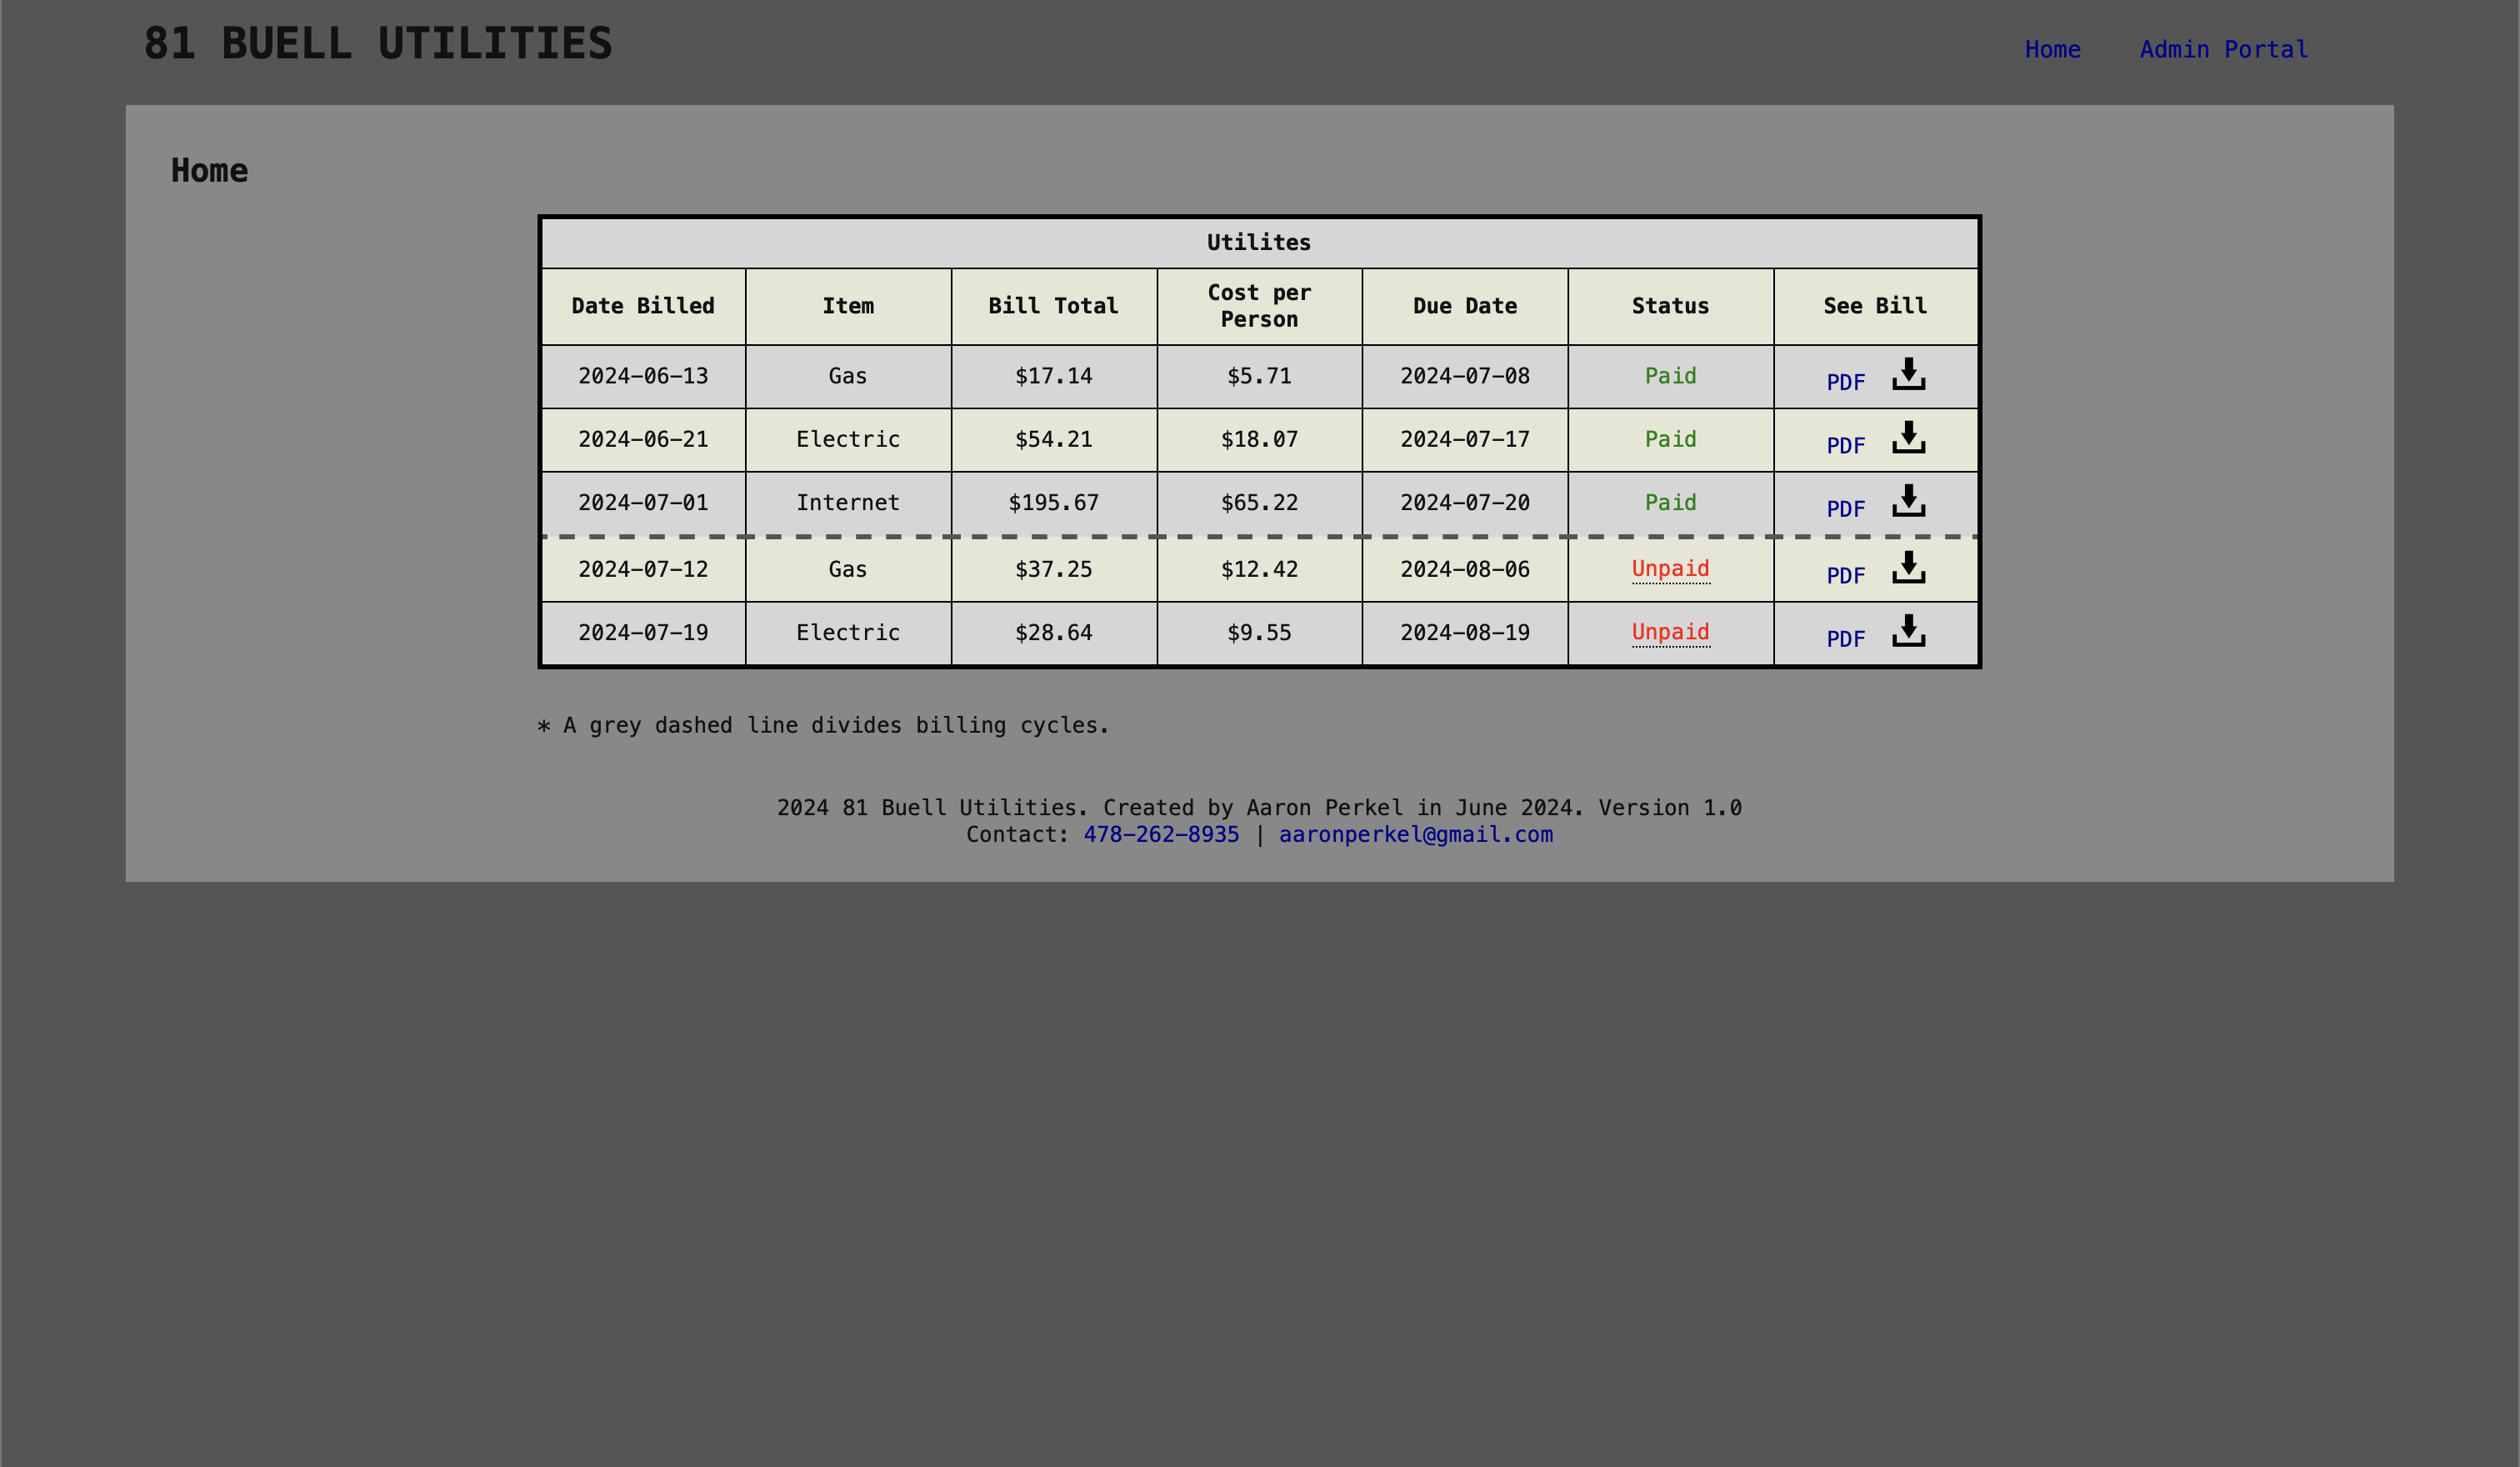 81 BUELL UTILITIES
Home Admin Portal
Home
Utilites
Date Billed Item Bill Total Cost per Person Due Date Status See Bill
2024-06-13 Gas $17.14 $5.71 2024-07-08 Paid PDF
2024-06-21 Electric $54.21 $18.07 2024-07-17 Paid PDF
2024-07-01 Internet $195.67 $65.22 2024-07-20 Paid PDF
2024-07-12 Gas $37.25 $12.42 2024-08-06 Unpaid PDF
2024-07-19 Electric $28.64 $9.55 2024-08-19 Unpaid PDF
* A grey dashed line divides billing cycles.
2024 81 Buell Utilities. Created by Aaron Perkel in June 2024. Version 1.0
Contact: 478-262-8935 | aaronperkel@gmail.com